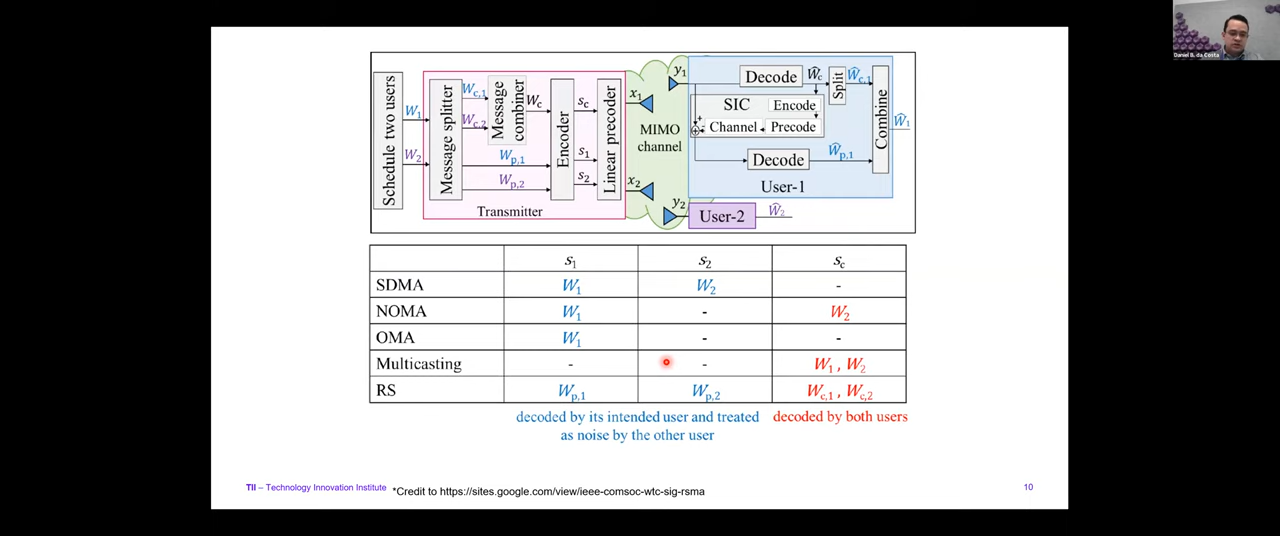 Daniel B. da Costa
Schedule two users
W1
W2
Message splitter
Wc,1
Wc,2
Message combiner
Wc
Wp,1
Wp,2
Encoder
sc
s1
s2
Linear precoder
Transmitter
x1
x2
MIMO channel
y1
y2
Decode
Ŵc
Split
Ŵc,1
SIC
Encode
+
-
Channel
Precode
Decode
Ŵp,1
Combine
Ŵ1
User-1
User-2
Ŵ2
s1 s2 sc
SDMA W1 W2 -
NOMA W1 - W2
OMA W1 - -
Multicasting - - W1 , W2
RS Wp,1 Wp,2 Wc,1, Wc,2
decoded by its intended user and treated as noise by the other user
decoded by both users
TII – Technology Innovation Institute
*Credit to https://sites.google.com/view/ieee-comsoc-wtc-sig-rsma
10